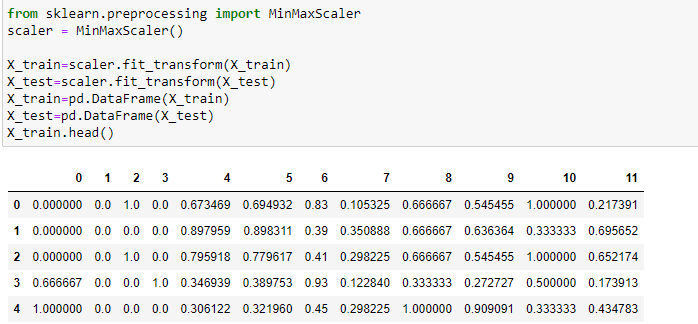 from sklearn.preprocessing import MinMaxScaler
scaler = MinMaxScaler()
X_train=scaler.fit_transform(X_train)
X_test=scaler.fit_transform(X_test)
X_train=pd.DataFrame(X_train)
X_test=pd.DataFrame(X_test)
X_train.head()
0 1 2 3 4 5 6 7 8 9 10 11
0 0.000000 0.0 1.0 0.0 0.673469 0.694932 0.83 0.105325 0.666667 0.545455 1.000000 0.217391
1 0.000000 0.0 0.0 0.0 0.897959 0.898311 0.39 0.350888 0.666667 0.636364 0.333333 0.695652
2 0.000000 0.0 1.0 0.0 0.795918 0.779617 0.41 0.298225 0.666667 0.545455 1.000000 0.652174
3 0.666667 0.0 0.0 1.0 0.346939 0.389753 0.93 0.122840 0.333333 0.272727 0.500000 0.173913
4 1.000000 0.0 0.0 0.0 0.306122 0.321960 0.45 0.298225 1.000000 0.909091 0.333333 0.434783